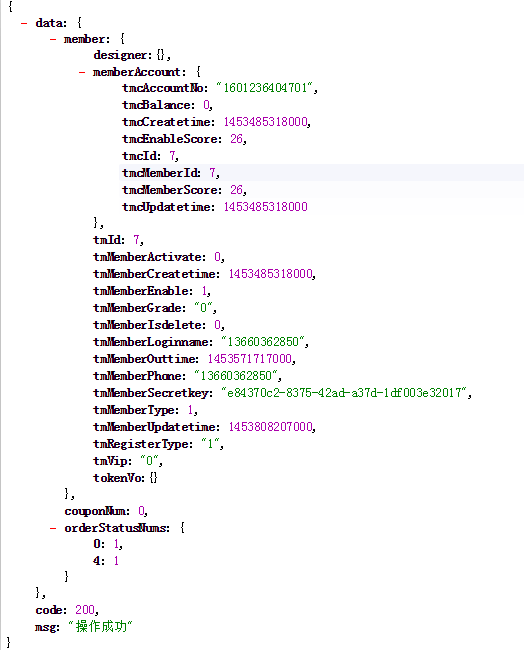 {
− data: {
− member: {
designer:{},
− memberAccount: {
tmcAccountNo: "1601236404701",
tmcBalance: 0,
tmcCreatetime: 1453485318000,
tmcEnableScore: 26,
tmcId: 7,
tmcMemberId: 7,
tmcMemberScore: 26,
tmcUpdatetime: 1453485318000
},
tmId: 7,
tmMemberActivate: 0,
tmMemberCreatetime: 1453485318000,
tmMemberEnable: 1,
tmMemberGrade: "0",
tmMemberIsdelete: 0,
tmMemberLoginname: "13660362850",
tmMemberOuttime: 1453571717000,
tmMemberPhone: "13660362850",
tmMemberSecretkey: "e84370c2-8375-42ad-a37d-1df003e32017",
tmMemberType: 1,
tmMemberUpdatetime: 1453808207000,
tmRegisterType: "1",
tmVip: "0",
tokenVo:{}
},
couponNum: 0,
− orderStatusNums: {
0: 1,
4: 1
}
},
code: 200,
msg: "操作成功"
}